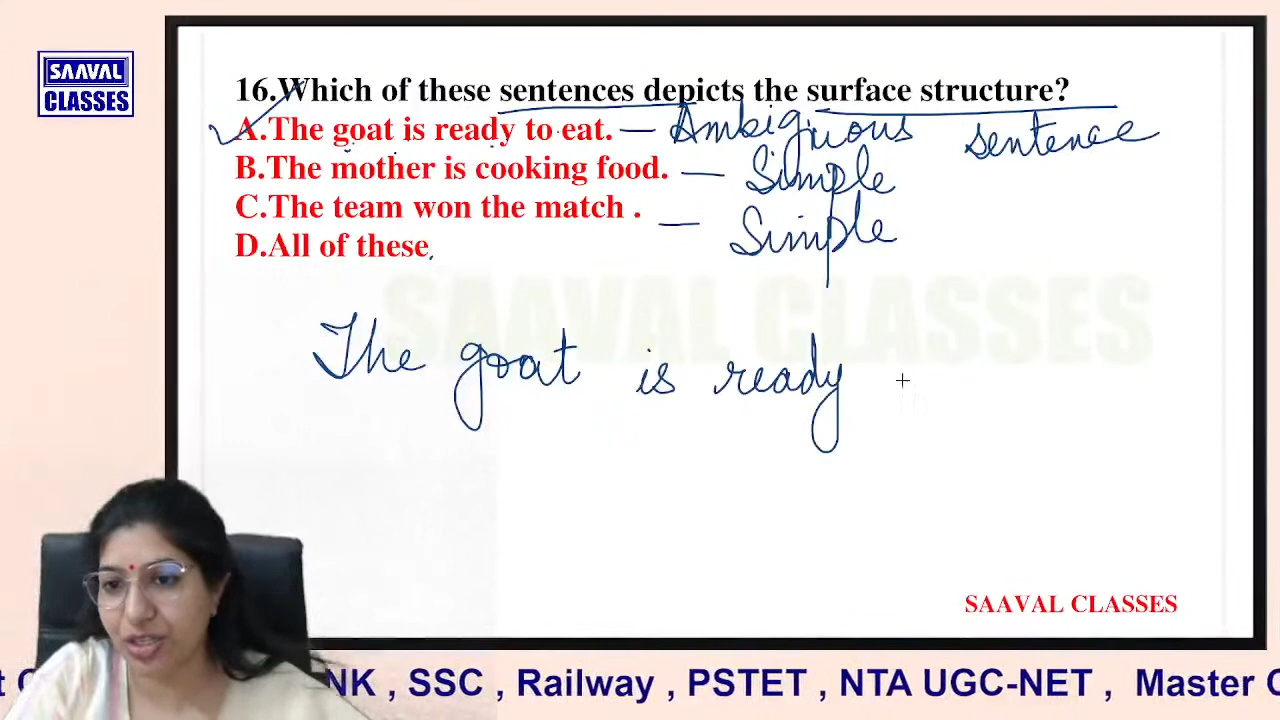 SAAVAL
CLASSES
16.Which of these sentences depicts the surface structure?
A.The goat is ready to eat. — Ambiguous sentence
B.The mother is cooking food. — Simple
C.The team won the match . — Simple
D.All of these.
SAAVAL CLASSES
The goat is ready
SAAVAL CLASSES
NK , SSC , Railway , PSTET , NTA UGC-NET , Master C